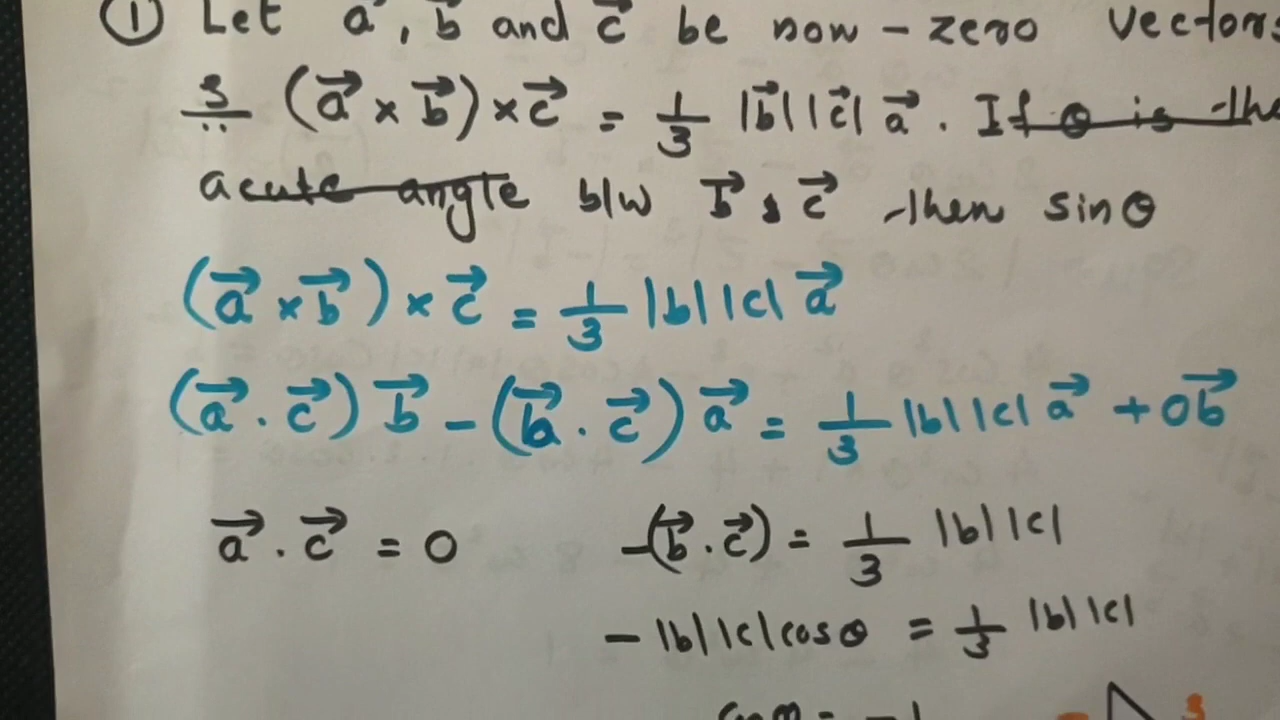 ① Let a⃗, b⃗ and c⃗ be non-zero vectors
∋ (a⃗ × b⃗) × c⃗ = 1/3 |b⃗||c⃗| a⃗. If θ is the
acute angle b/w b⃗ & c⃗ then sinθ
(a⃗ × b⃗) × c⃗ = 1/3 |b||c| a⃗
(a⃗ . c⃗) b⃗ - (b⃗ . c⃗) a⃗ = 1/3 |b||c| a⃗ + 0b⃗
a⃗ . c⃗ = 0
-(b⃗ . c⃗) = 1/3 |b||c|
-|b||c|cosθ = 1/3 |b||c|